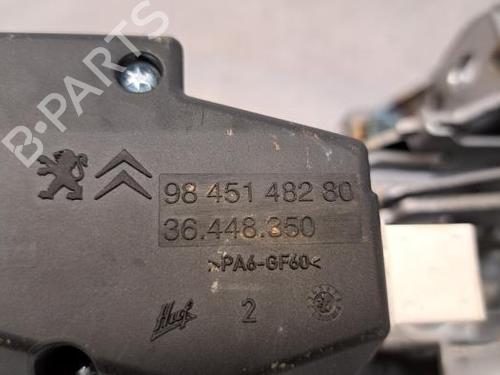 B-PARTS
98 451 482 80
36.448.350
>PA6-GF60<
Huf 2